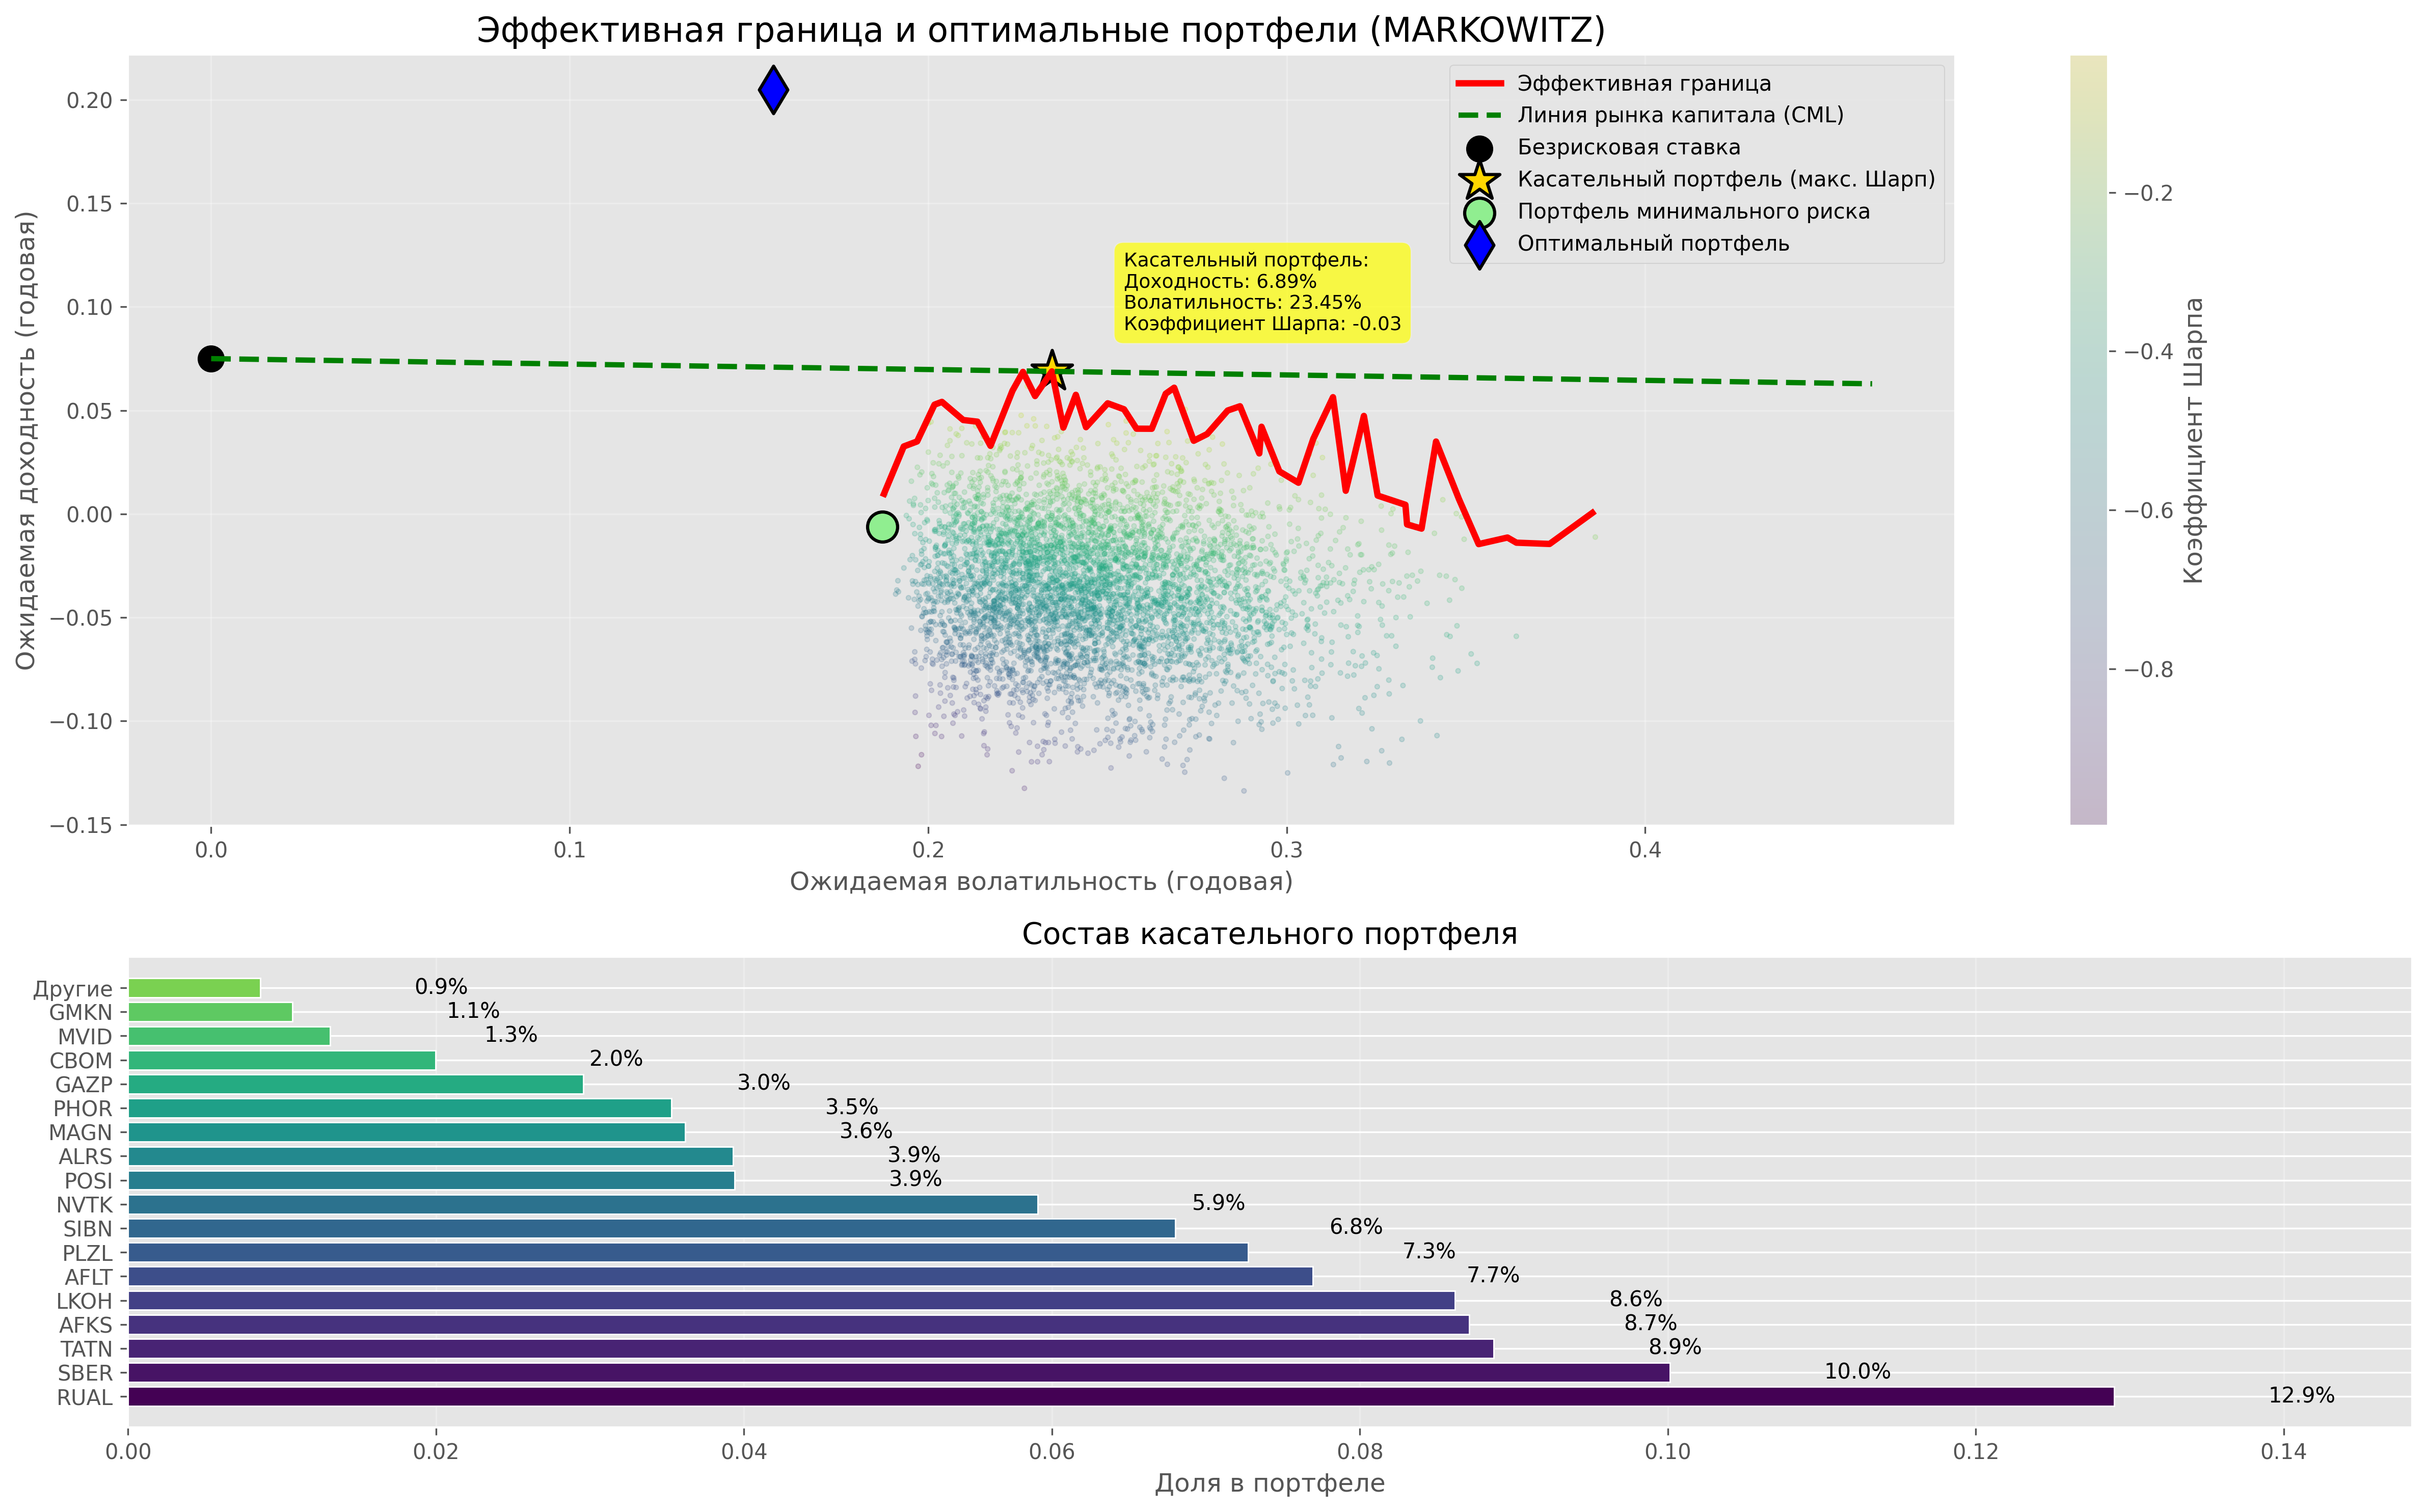 Эффективная граница и оптимальные портфели (MARKOWITZ)
Ожидаемая доходность (годовая)
0.20
0.15
0.10
0.05
0.00
−0.05
−0.10
−0.15
Эффективная граница
Линия рынка капитала (CML)
Безрисковая ставка
Касательный портфель (макс. Шарп)
Портфель минимального риска
Оптимальный портфель
Касательный портфель:
Доходность: 6.89%
Волатильность: 23.45%
Коэффициент Шарпа: -0.03
0.0 0.1 0.2 0.3 0.4
Ожидаемая волатильность (годовая)
−0.2
−0.4
−0.6
−0.8
Коэффициент Шарпа
Состав касательного портфеля
Другие 0.9%
GMKN 1.1%
MVID 1.3%
CBOM 2.0%
GAZP 3.0%
PHOR 3.5%
MAGN 3.6%
ALRS 3.9%
POSI 3.9%
NVTK 5.9%
SIBN 6.8%
PLZL 7.3%
AFLT 7.7%
LKOH 8.6%
AFKS 8.7%
TATN 8.9%
SBER 10.0%
RUAL 12.9%
0.00 0.02 0.04 0.06 0.08 0.10 0.12 0.14
Доля в портфеле